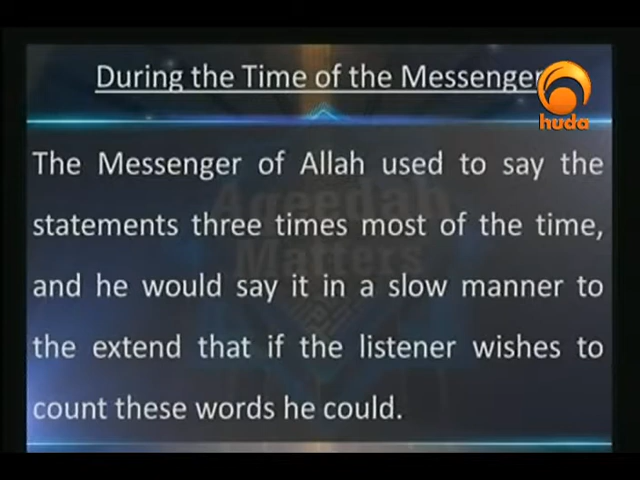 During the Time of the Messenger
huda
The Messenger of Allah used to say the
statements three times most of the time,
and he would say it in a slow manner to
the extend that if the listener wishes to
count these words he could.
Aqeedah
Matters